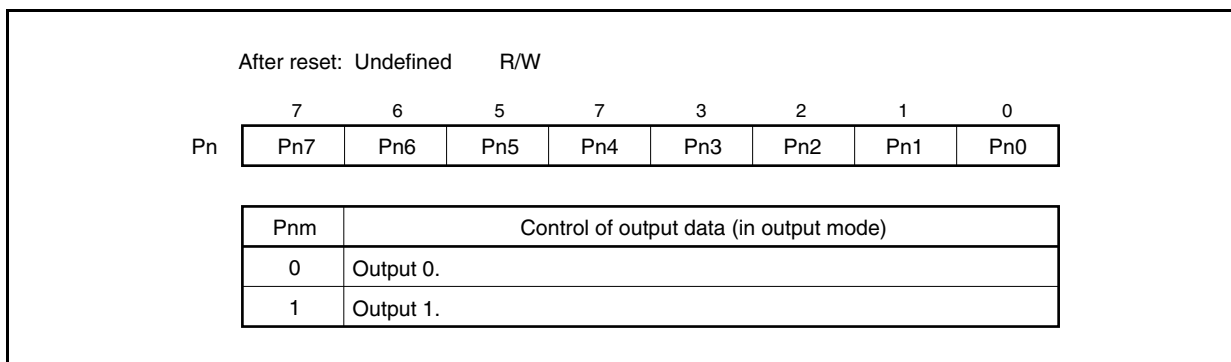 After reset: Undefined R/W
7 6 5 7 3 2 1 0
Pn Pn7 Pn6 Pn5 Pn4 Pn3 Pn2 Pn1 Pn0
Pnm Control of output data (in output mode)
0 Output 0.
1 Output 1.